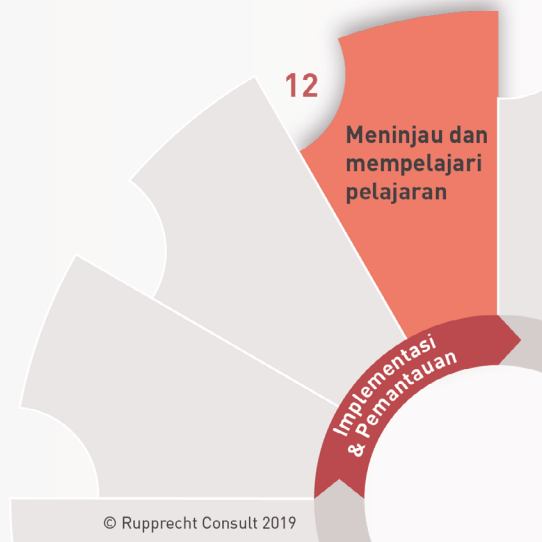 12
Meninjau dan
mempelajari
pelajaran
Implementasi
& Pemantauan
© Rupprecht Consult 2019